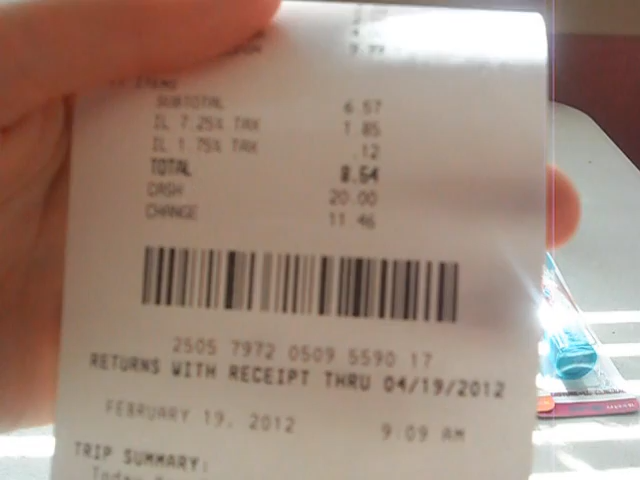 ITEMS
SUBTOTAL 6.57
IL 7.25% TAX 1.85
IL 1.75% TAX .12
TOTAL 8.54
CASH 20.00
CHANGE 11.46
2505 7972 0509 5590 17
RETURNS WITH RECEIPT THRU 04/19/2012
FEBRUARY 19, 2012 9:09 AM
TRIP SUMMARY:
Today